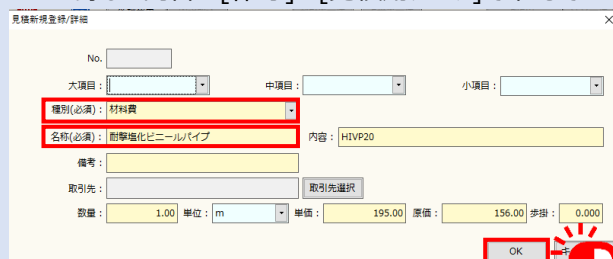 見積新規登録/詳細 ×
No.
大項目： 中項目： 小項目：
種別(必須)： 材料費
名称(必須)： 耐撃塩化ビニールパイプ 内容： HIVP20
備考：
取引先： 取引先選択
数量： 1.00 単位： m 単価： 195.00 原価： 156.00 歩掛： 0.000
OK